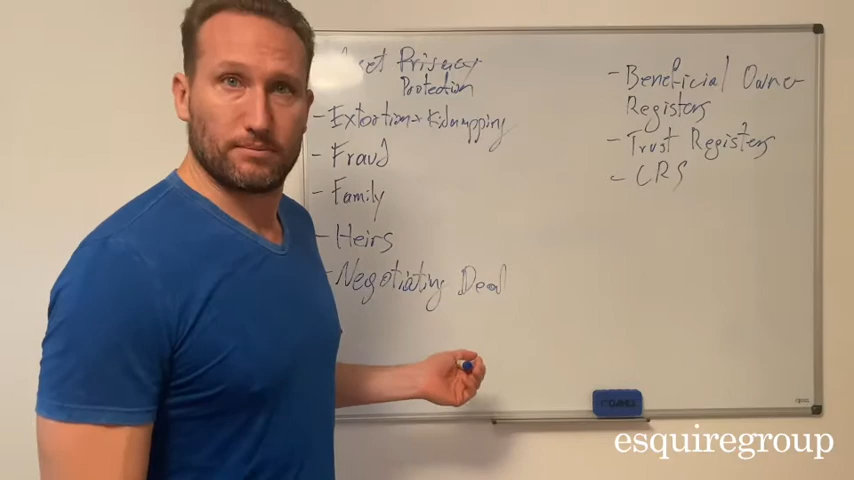 Asset Privacy
Protection
- Extortion + Kidnapping
- Fraud
- Family
- Heirs
- Negotiating Deal
- Beneficial Owner
Registers
- Trust Registers
- CRS
esquiregroup